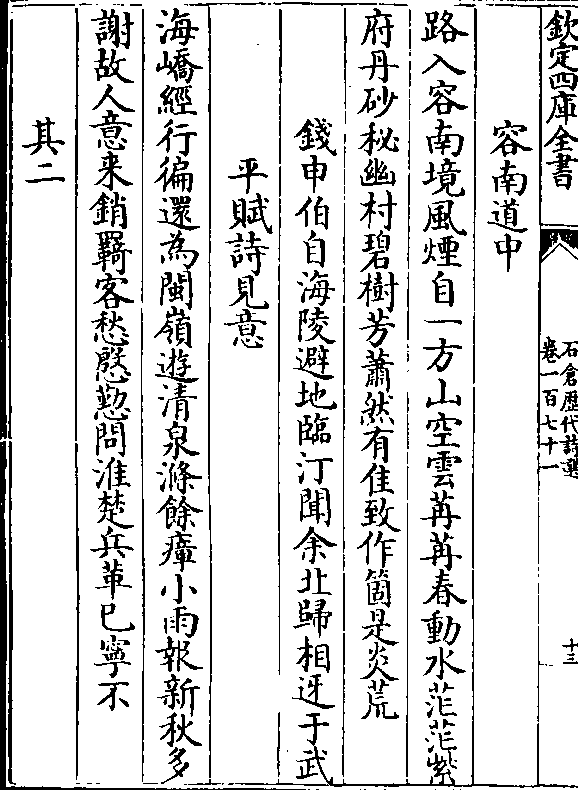 欽定四庫全書
石倉歴代詩選
卷一百七十一
十三
容南道中
路入容南境風煙自一方山空雲苒苒春動水茫茫紫
府丹砂秘幽村碧樹芳蕭然有佳致作箇是炎荒
錢申伯自海陵避地臨汀聞余北歸相迓于武
平賦詩見意
海嶠經行徧還為閩嶺遊清泉滌餘瘴小雨報新秋多
謝故人意来銷羇客愁慇懃問淮楚兵革已寧不
其二